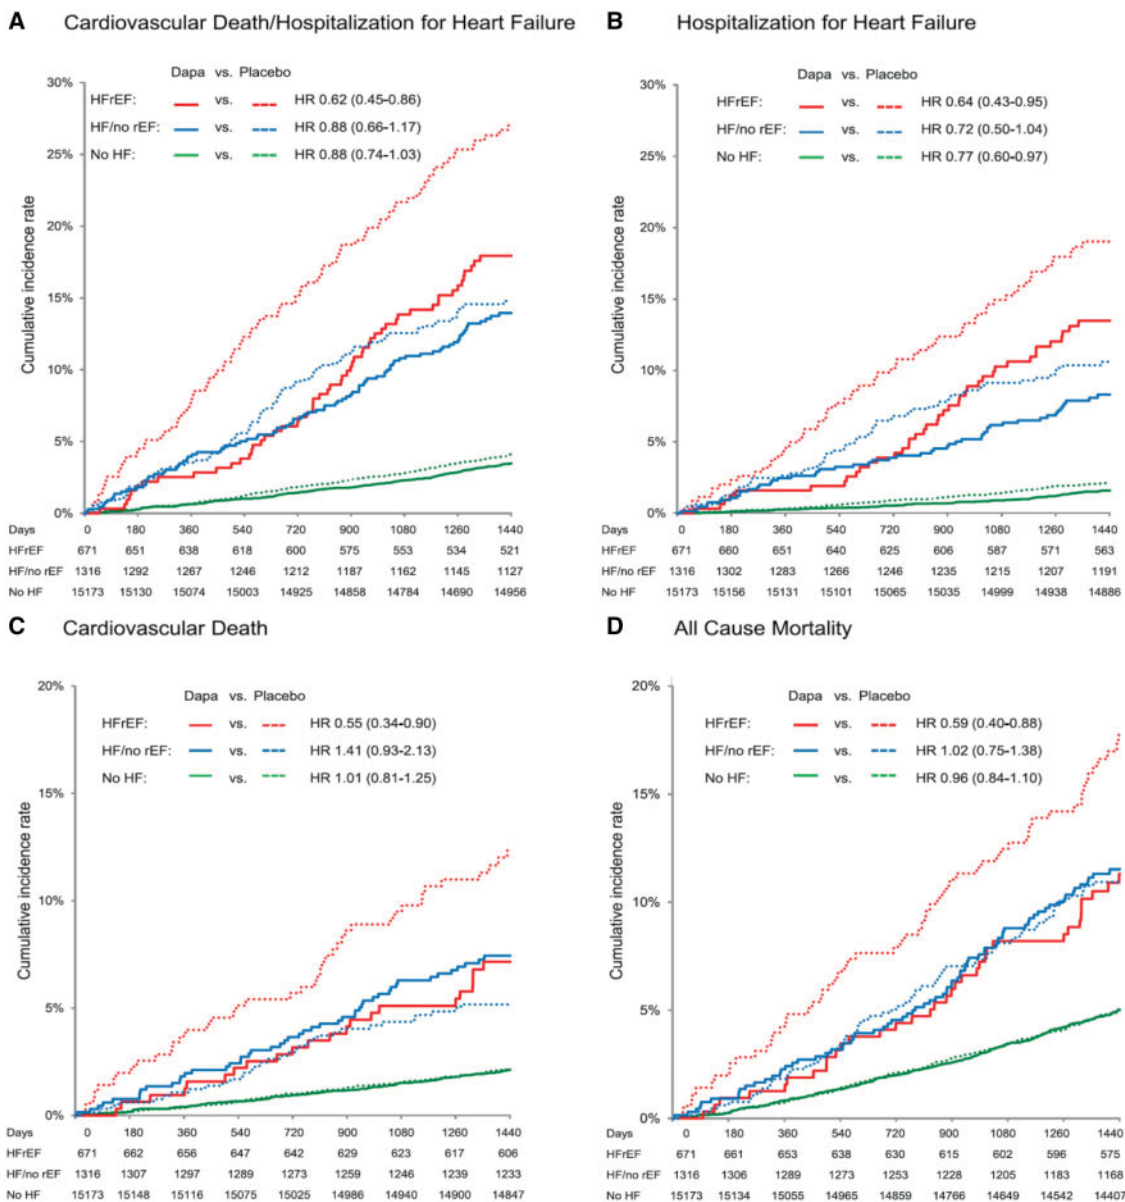 A Cardiovascular Death/Hospitalization for Heart Failure
Dapa vs. Placebo
HFrEF: vs. HR 0.62 (0.45-0.86)
HF/no rEF: vs. HR 0.88 (0.66-1.17)
No HF: vs. HR 0.88 (0.74-1.03)
Cumulative incidence rate
30%
25%
20%
15%
10%
5%
0%
Days 0 180 360 540 720 900 1080 1260 1440
HFrEF 671 651 638 618 600 575 553 534 521
HF/no rEF 1316 1292 1267 1246 1212 1187 1162 1145 1127
No HF 15173 15130 15074 15003 14925 14858 14784 14690 14956
B Hospitalization for Heart Failure
Dapa vs. Placebo
HFrEF: vs. HR 0.64 (0.43-0.95)
HF/no rEF: vs. HR 0.72 (0.50-1.04)
No HF: vs. HR 0.77 (0.60-0.97)
Cumulative incidence rate
30%
25%
20%
15%
10%
5%
0%
Days 0 180 360 540 720 900 1080 1260 1440
HFrEF 671 660 651 640 625 606 587 571 563
HF/no rEF 1316 1302 1283 1266 1246 1235 1215 1207 1191
No HF 15173 15156 15131 15101 15065 15035 14999 14938 14886
C Cardiovascular Death
Dapa vs. Placebo
HFrEF: vs. HR 0.55 (0.34-0.90)
HF/no rEF: vs. HR 1.41 (0.93-2.13)
No HF: vs. HR 1.01 (0.81-1.25)
Cumulative incidence rate
20%
15%
10%
5%
0%
Days 0 180 360 540 720 900 1080 1260 1440
HFrEF 671 662 656 647 642 629 623 617 606
HF/no rEF 1316 1307 1297 1289 1273 1259 1246 1239 1233
No HF 15173 15148 15116 15075 15025 14986 14940 14900 14847
D All Cause Mortality
Dapa vs. Placebo
HFrEF: vs. HR 0.59 (0.40-0.88)
HF/no rEF: vs. HR 1.02 (0.75-1.38)
No HF: vs. HR 0.96 (0.84-1.10)
Cumulative incidence rate
20%
15%
10%
5%
0%
Days 0 180 360 540 720 900 1080 1260 1440
HFrEF 671 661 653 638 630 615 602 596 575
HF/no rEF 1316 1306 1289 1273 1253 1228 1205 1183 1168
No HF 15173 15134 15055 14965 14859 14766 14649 14542 14407